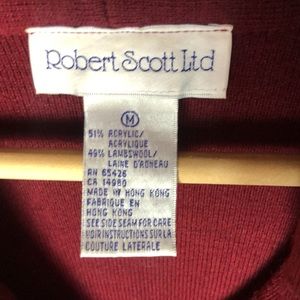 Robert Scott Ltd
M
51% ACRYLIC/
ACRYLIQUE
49% LAMBSWOOL/
LAINE D'AGNEAU
RN 65426
CA 14980
MADE IN HONG KONG
FABRIQUE EN
HONG KONG
SEE SIDE SEAM FOR CARE
VOIR INSTRUCTIONS SUR LA
COUTURE LATERALE